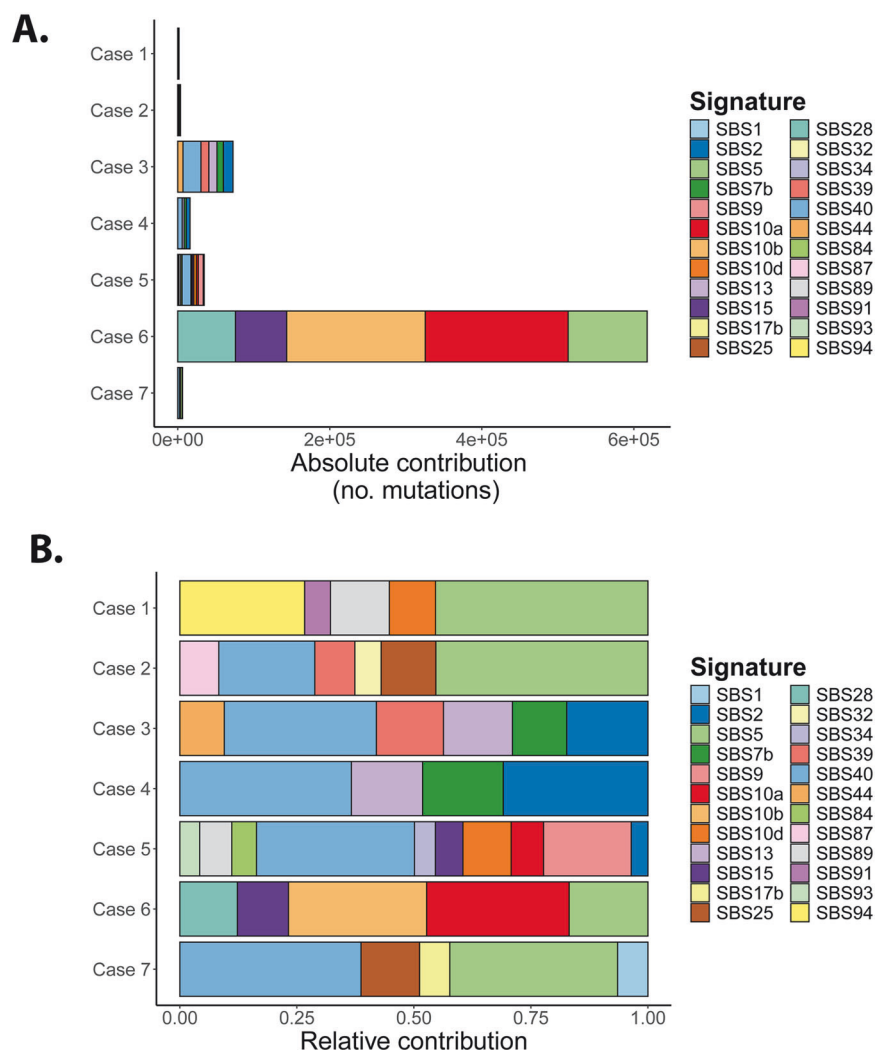 A.
Case 1
Case 2
Case 3
Case 4
Case 5
Case 6
Case 7
0e+00 2e+05 4e+05 6e+05
Absolute contribution
(no. mutations)
Signature
SBS1 SBS28
SBS2 SBS32
SBS5 SBS34
SBS7b SBS39
SBS9 SBS40
SBS10a SBS44
SBS10b SBS84
SBS10d SBS87
SBS13 SBS89
SBS15 SBS91
SBS17b SBS93
SBS25 SBS94
B.
Case 1
Case 2
Case 3
Case 4
Case 5
Case 6
Case 7
0.00 0.25 0.50 0.75 1.00
Relative contribution
Signature
SBS1 SBS28
SBS2 SBS32
SBS5 SBS34
SBS7b SBS39
SBS9 SBS40
SBS10a SBS44
SBS10b SBS84
SBS10d SBS87
SBS13 SBS89
SBS15 SBS91
SBS17b SBS93
SBS25 SBS94